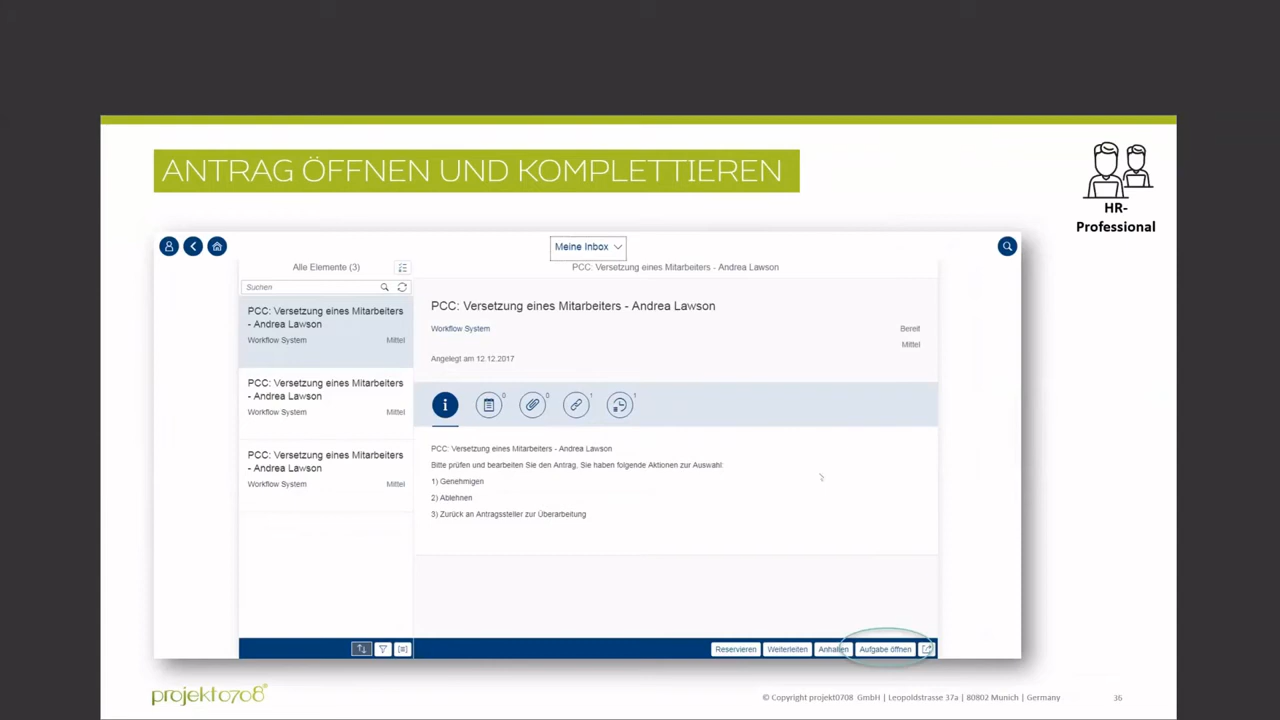 ANTRAG ÖFFNEN UND KOMPLETTIEREN
HR-
Professional
Meine Inbox
Alle Elemente (3)
PCC: Versetzung eines Mitarbeiters - Andrea Lawson
Suchen
PCC: Versetzung eines Mitarbeiters
- Andrea Lawson
Workflow System Mittel
PCC: Versetzung eines Mitarbeiters
- Andrea Lawson
Workflow System Mittel
PCC: Versetzung eines Mitarbeiters
- Andrea Lawson
Workflow System Mittel
PCC: Versetzung eines Mitarbeiters - Andrea Lawson
Workflow System Bereit
Mittel
Angelegt am 12.12.2017
0 0 1 1
PCC: Versetzung eines Mitarbeiters - Andrea Lawson
Bitte prüfen und bearbeiten Sie den Antrag, Sie haben folgende Aktionen zur Auswahl:
1) Genehmigen
2) Ablehnen
3) Zurück an Antragssteller zur Überarbeitung
Reservieren Weiterleiten Anhalten Aufgabe öffnen
projekt0708®
© Copyright projekt0708 GmbH | Leopoldstrasse 37a | 80802 Munich | Germany 36